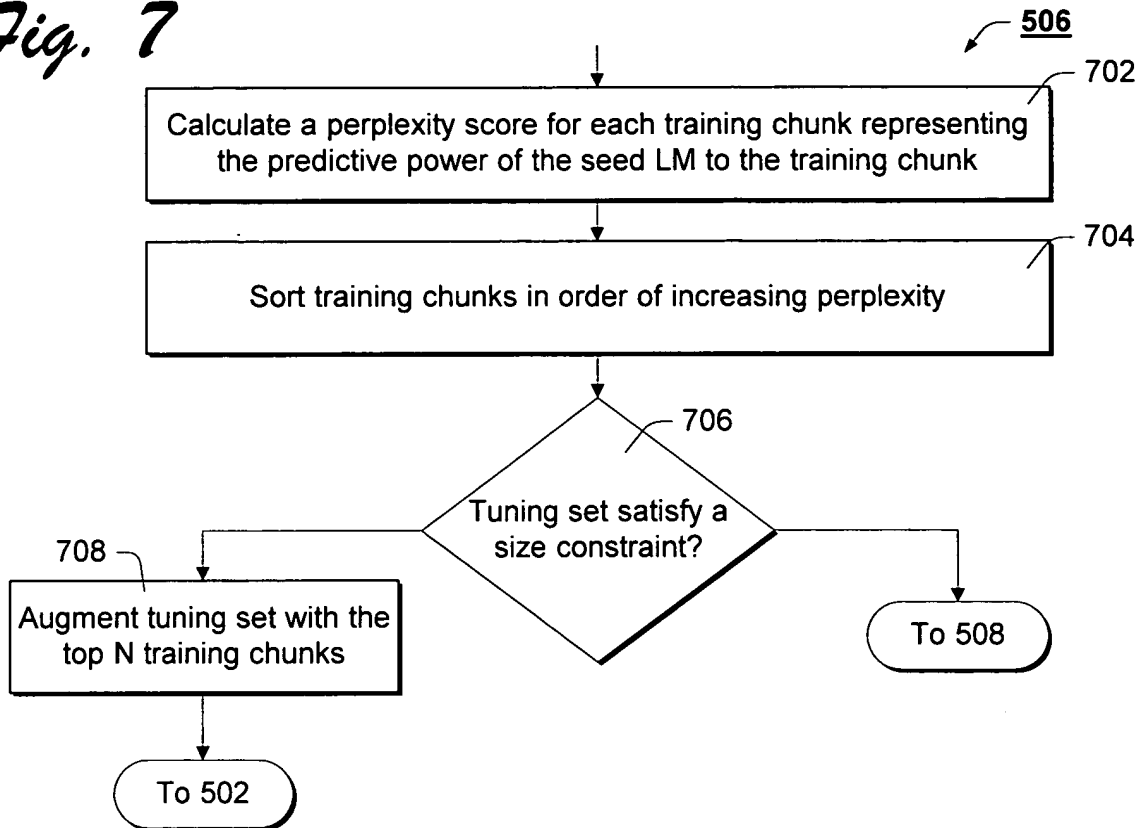 Fig. 7
506
702
Calculate a perplexity score for each training chunk representing
the predictive power of the seed LM to the training chunk
704
Sort training chunks in order of increasing perplexity
706
Tuning set satisfy a
size constraint?
708
Augment tuning set with the
top N training chunks
To 508
To 502